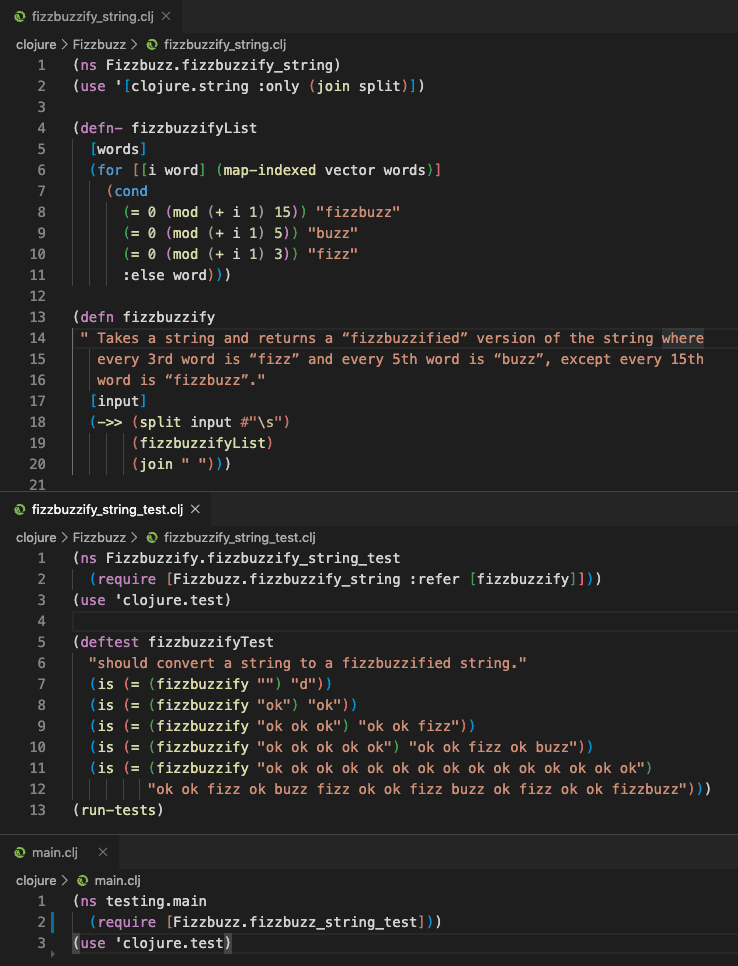 fizzbuzzify_string.clj ×
clojure > Fizzbuzz > fizzbuzzify_string.clj
1 (ns Fizzbuzz.fizzbuzzify_string)
2 (use '[clojure.string :only (join split)])
3
4 (defn- fizzbuzzifyList
5 [words]
6 (for [[i word] (map-indexed vector words)]
7 (cond
8 (= 0 (mod (+ i 1) 15)) "fizzbuzz"
9 (= 0 (mod (+ i 1) 5)) "buzz"
10 (= 0 (mod (+ i 1) 3)) "fizz"
11 :else word)))
12
13 (defn fizzbuzzify
14 " Takes a string and returns a “fizzbuzzified” version of the string where
15 every 3rd word is “fizz” and every 5th word is “buzz”, except every 15th
16 word is “fizzbuzz”."
17 [input]
18 (->> (split input #"\s")
19 (fizzbuzzifyList)
20 (join " ")))
21
fizzbuzzify_string_test.clj ×
clojure > Fizzbuzz > fizzbuzzify_string_test.clj
1 (ns Fizzbuzzify.fizzbuzzify_string_test
2 (require [Fizzbuzz.fizzbuzzify_string :refer [fizzbuzzify]]))
3 (use 'clojure.test)
4
5 (deftest fizzbuzzifyTest
6 "should convert a string to a fizzbuzzified string."
7 (is (= (fizzbuzzify "") "d"))
8 (is (= (fizzbuzzify "ok") "ok"))
9 (is (= (fizzbuzzify "ok ok ok") "ok ok fizz"))
10 (is (= (fizzbuzzify "ok ok ok ok ok") "ok ok fizz ok buzz"))
11 (is (= (fizzbuzzify "ok ok ok ok ok ok ok ok ok ok ok ok ok ok ok")
12 "ok ok fizz ok buzz fizz ok ok fizz buzz ok fizz ok ok fizzbuzz")))
13 (run-tests)
main.clj ×
clojure > main.clj
1 (ns testing.main
2 (require [Fizzbuzz.fizzbuzz_string_test]))
3 (use 'clojure.test)